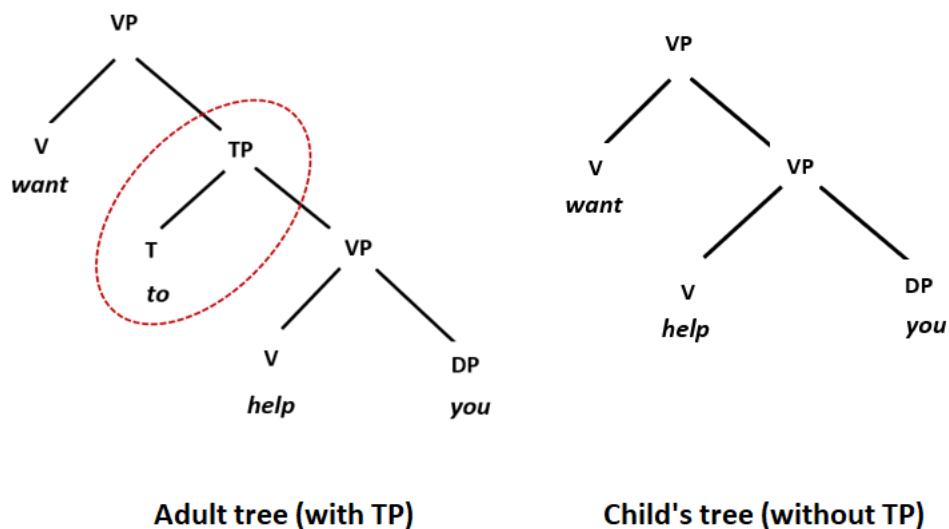 VP
V
want
TP
T
to
VP
V
help
DP
you
Adult tree (with TP)
VP
V
want
VP
V
help
DP
you
Child's tree (without TP)